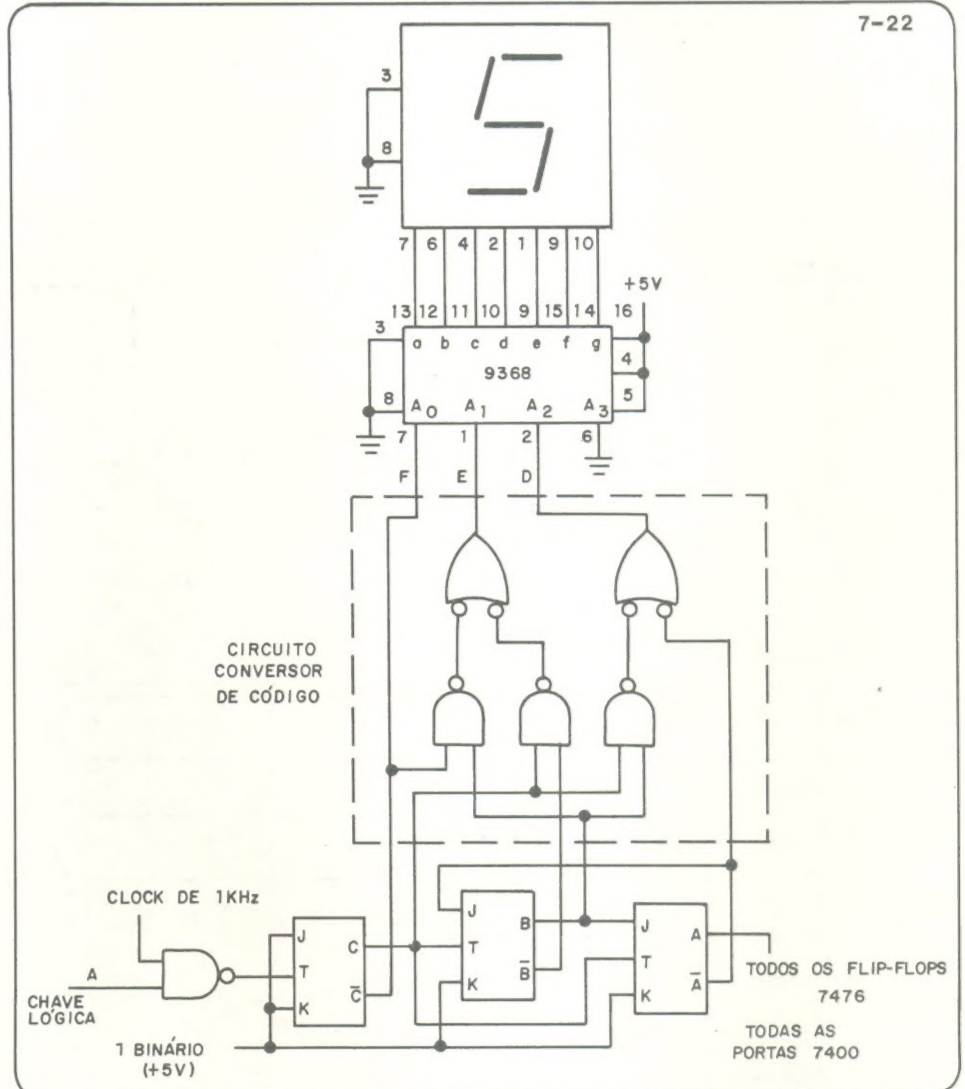 7-22
3
8
7 6 4 2 1 9 10
+5V
13 12 11 10 9 15 14 16
3
a b c d e f g
4
9368
5
8
A0 A1 A2 A3
7 1 2 6
F E D
CIRCUITO
CONVERSOR
DE CÓDIGO
CLOCK DE 1KHz
A
CHAVE
LÓGICA
J C
T
K C̅
J B
T
K B̅
J A
T
K A̅
TODOS OS FLIP-FLOPS
7476
TODAS AS
PORTAS 7400
1 BINÁRIO
(+5V)